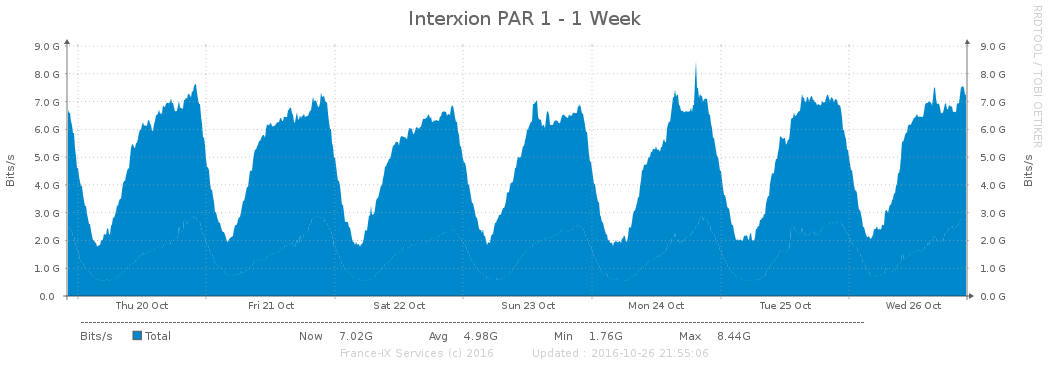 Interxion PAR 1 - 1 Week
RRDTOOL / TOBI OETIKER
Bits/s
9.0 G 9.0 G
8.0 G 8.0 G
7.0 G 7.0 G
6.0 G 6.0 G
5.0 G 5.0 G
4.0 G 4.0 G
3.0 G 3.0 G
2.0 G 2.0 G
1.0 G 1.0 G
0.0 0.0 G
Bits/s
Thu 20 Oct Fri 21 Oct Sat 22 Oct Sun 23 Oct Mon 24 Oct Tue 25 Oct Wed 26 Oct
Bits/s Total Now 7.02G Avg 4.98G Min 1.76G Max 8.44G
France-IX Services (c) 2016 Updated : 2016-10-26 21:55:06